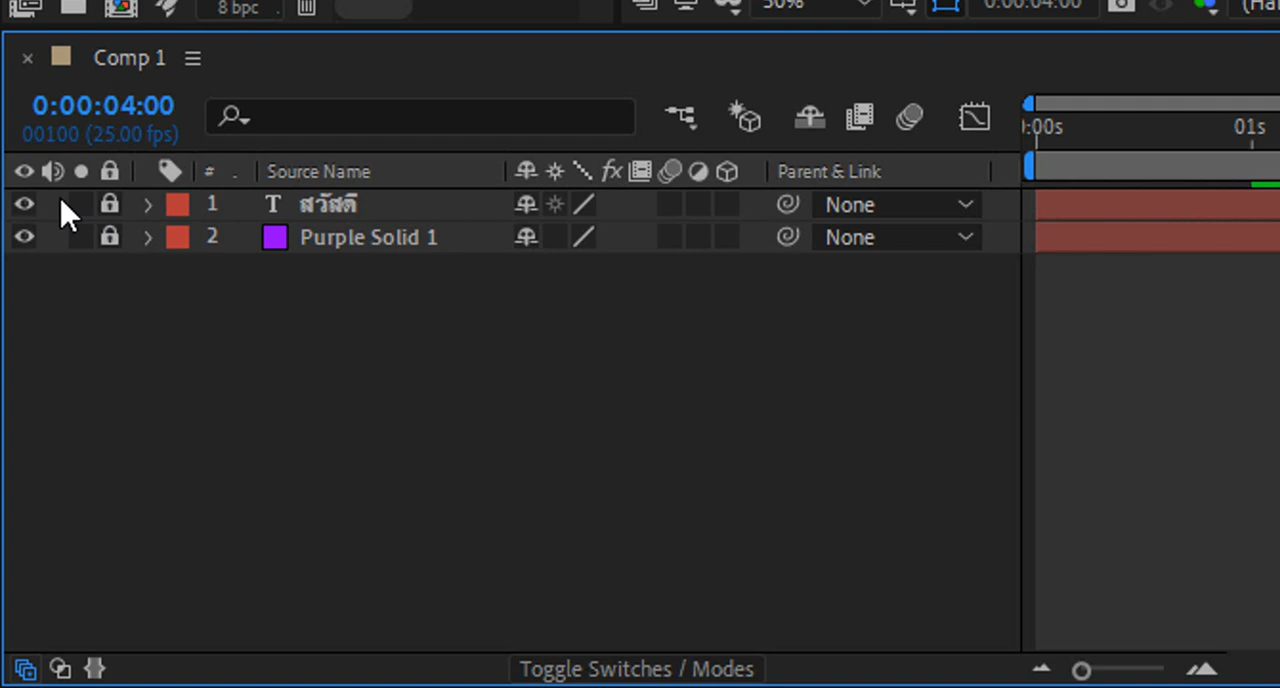 8 bpc 50% 0:00:04:00
Comp 1
0:00:04:00
00100 (25.00 fps)
:00s 01s
# . Source Name fx Parent & Link
1 T สวัสดี None
2 Purple Solid 1 None
Toggle Switches / Modes